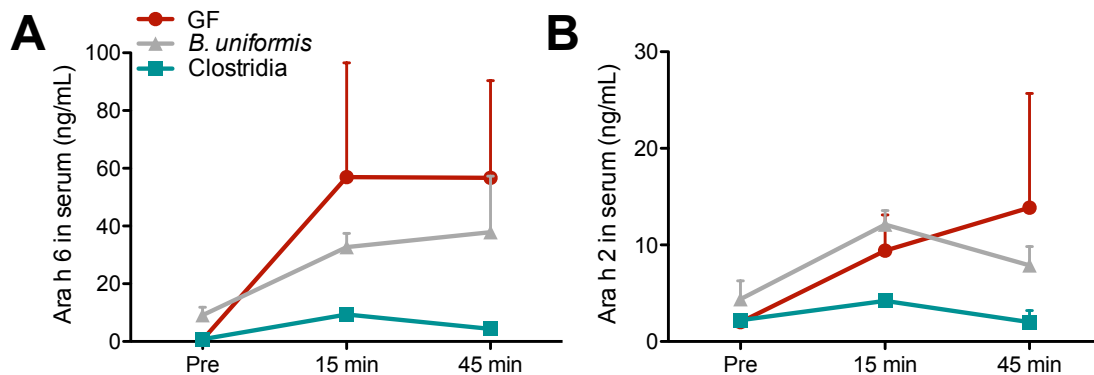 A
GF
B. uniformis
Clostridia
Ara h 6 in serum (ng/mL)
100
80
60
40
20
0
Pre
15 min
45 min
B
Ara h 2 in serum (ng/mL)
30
20
10
0
Pre
15 min
45 min